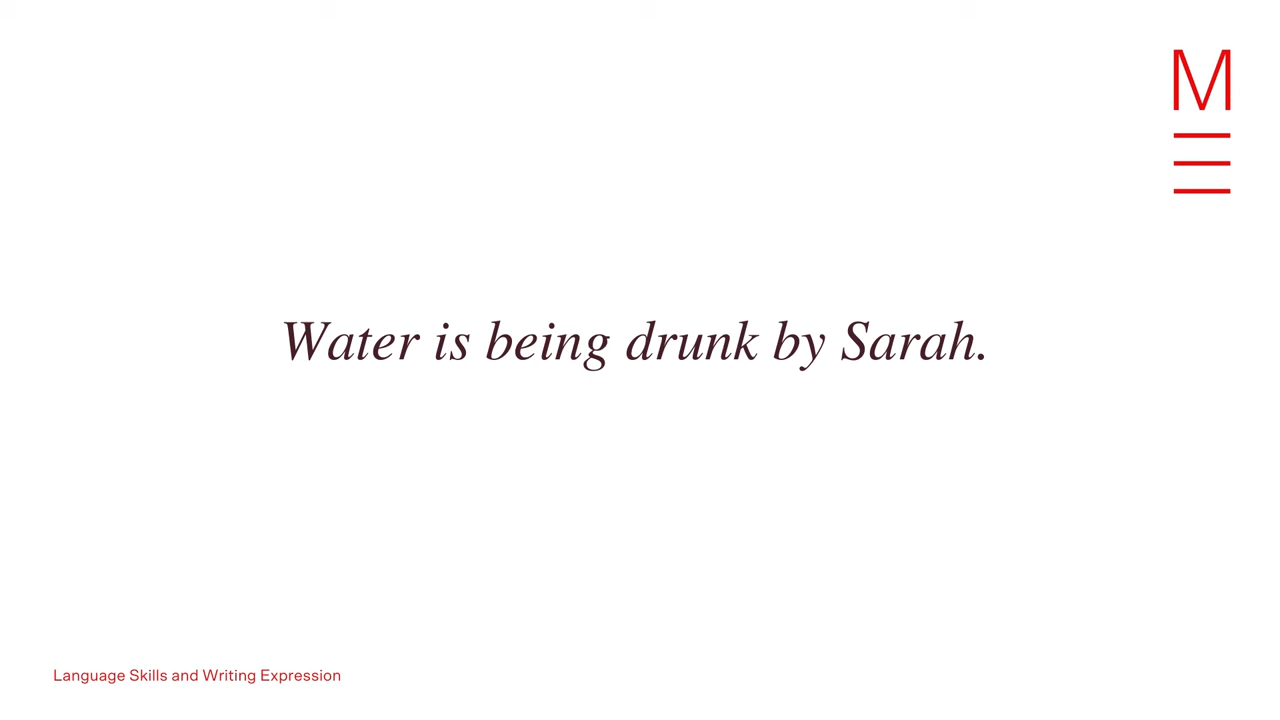 M
Water is being drunk by Sarah.
Language Skills and Writing Expression